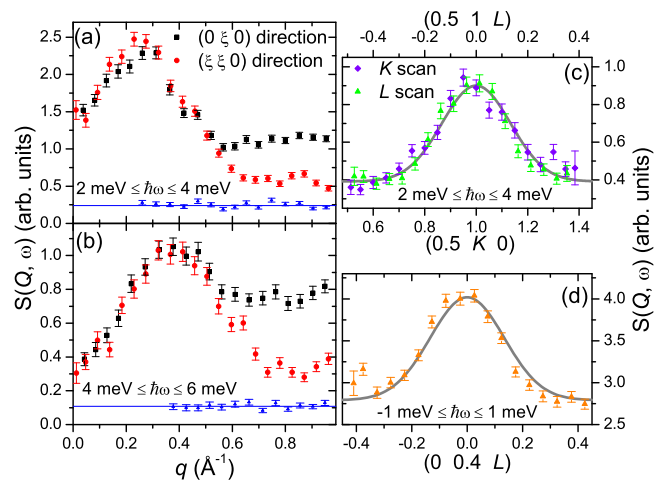 (0.5 1 L)
-0.4 -0.2 0.0 0.2 0.4
(a)
(0 ξ 0) direction
(ξ ξ 0) direction
2.5
2.0
1.5
1.0
0.5
2 meV ≤ ħω ≤ 4 meV
(c)
K scan
L scan
1.0
0.8
0.6
0.4
2 meV ≤ ħω ≤ 4 meV
0.6 0.8 1.0 1.2 1.4
(0.5 K 0)
S(Q, ω) (arb. units)
S(Q, ω) (arb. units)
(b)
1.2
1.0
0.8
0.6
0.4
0.2
0.0
4 meV ≤ ħω ≤ 6 meV
0.0 0.2 0.4 0.6 0.8
q (Å⁻¹)
(d)
4.0
3.5
3.0
2.5
-1 meV ≤ ħω ≤ 1 meV
-0.4 -0.2 0.0 0.2 0.4
(0 0.4 L)